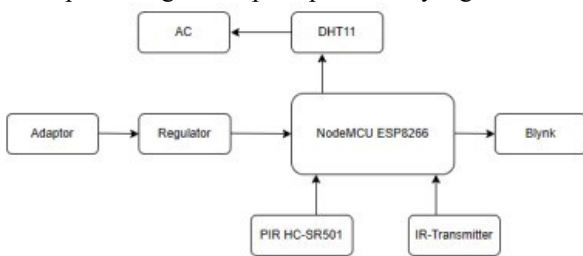 AC
DHT11
Adaptor
Regulator
NodeMCU ESP8266
Blynk
PIR HC-SR501
IR-Transmitter